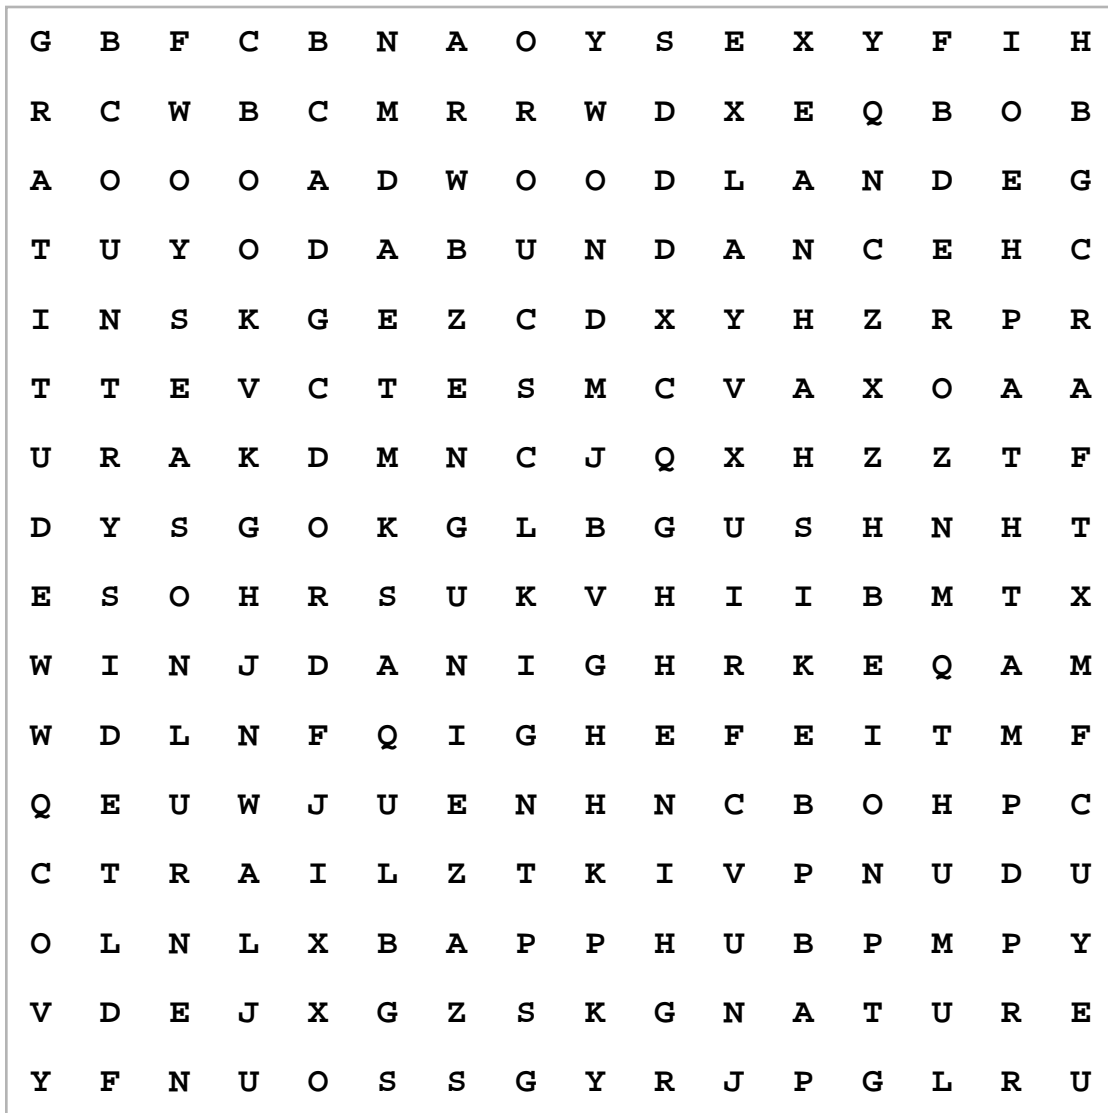 G B F C B N A O Y S E X Y F I H
R C W B C M R R W D X E Q B O B
A O O O A D W O O D L A N D E G
T U Y O D A B U N D A N C E H C
I N S K G E Z C D X Y H Z R P R
T T E V C T E S M C V A X O A A
U R A K D M N C J Q X H Z Z T F
D Y S G O K G L B G U S H N H T
E S O H R S U K V H I I B M T X
W I N J D A N I G H R K E Q A M
W D L N F Q I G H E F E I T M F
Q E U W J U E N H N C B O H P C
C T R A I L Z T K I V P N U D U
O L N L X B A P P H U B P M P Y
V D E J X G Z S K G N A T U R E
Y F N U O S S G Y R J P G L R U